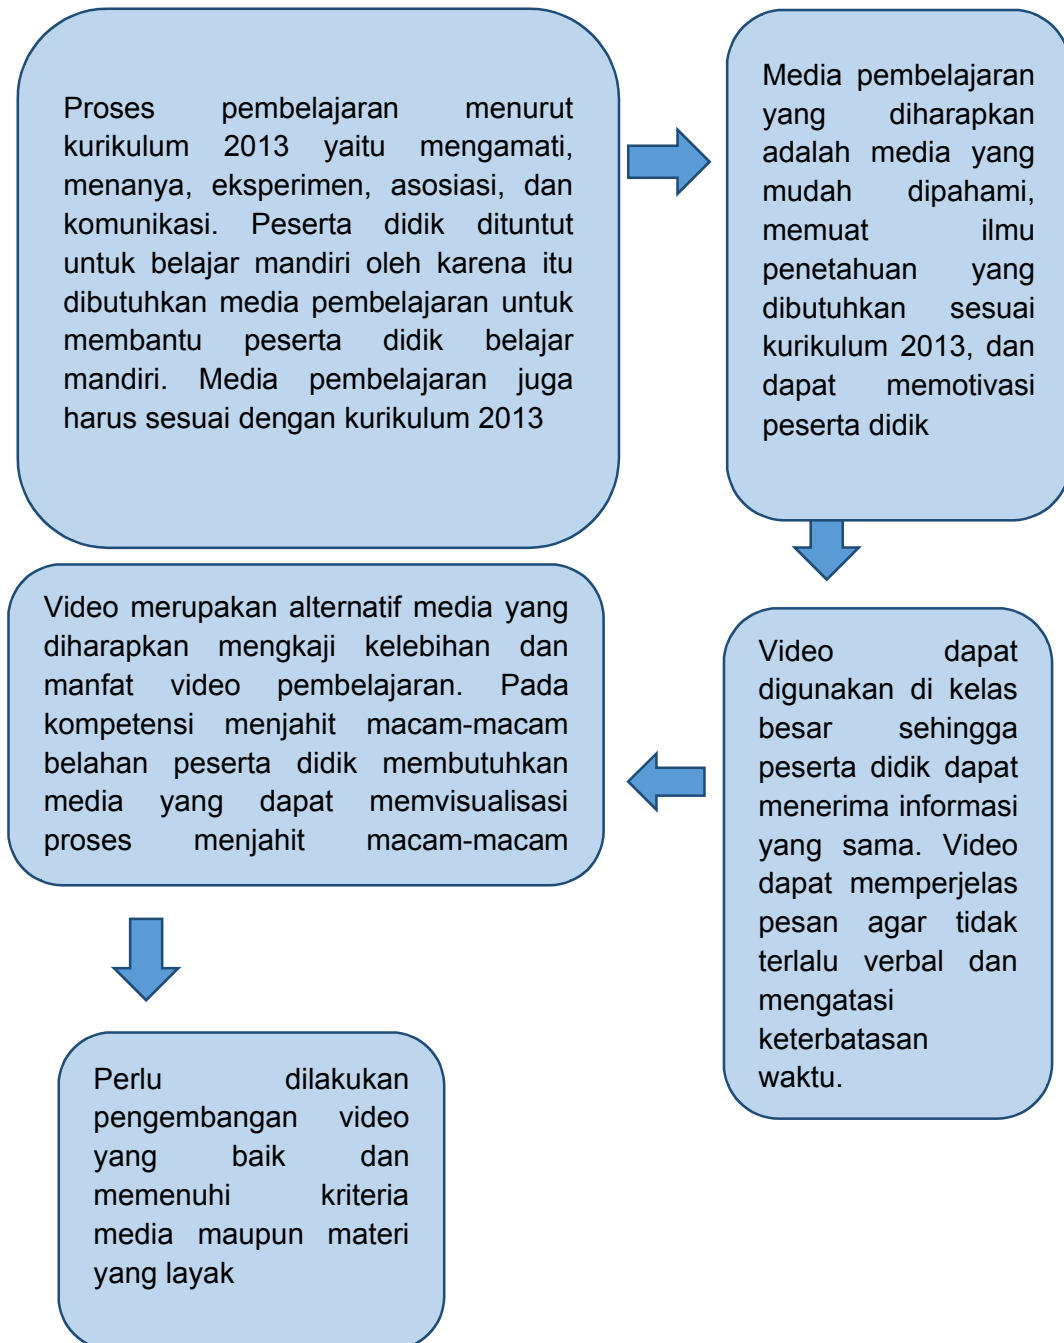 Proses pembelajaran menurut
kurikulum 2013 yaitu mengamati,
menanya, eksperimen, asosiasi, dan
komunikasi. Peserta didik dituntut
untuk belajar mandiri oleh karena itu
dibutuhkan media pembelajaran untuk
membantu peserta didik belajar
mandiri. Media pembelajaran juga
harus sesuai dengan kurikulum 2013
Media pembelajaran
yang diharapkan
adalah media yang
mudah dipahami,
memuat ilmu
penetahuan yang
dibutuhkan sesuai
kurikulum 2013, dan
dapat memotivasi
peserta didik
Video dapat
digunakan di kelas
besar sehingga
peserta didik dapat
menerima informasi
yang sama. Video
dapat memperjelas
pesan agar tidak
terlalu verbal dan
mengatasi
keterbatasan
waktu.
Video merupakan alternatif media yang
diharapkan mengkaji kelebihan dan
manfat video pembelajaran. Pada
kompetensi menjahit macam-macam
belahan peserta didik membutuhkan
media yang dapat memvisualisasi
proses menjahit macam-macam
Perlu dilakukan
pengembangan video
yang baik dan
memenuhi kriteria
media maupun materi
yang layak